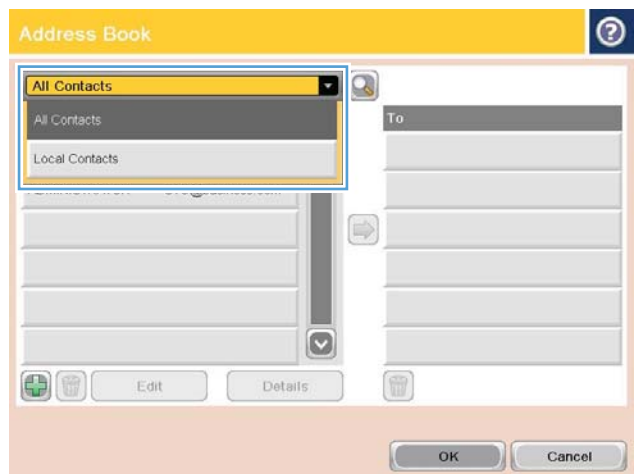 Address Book
All Contacts
All Contacts
To
Local Contacts
Edit
Details
OK
Cancel